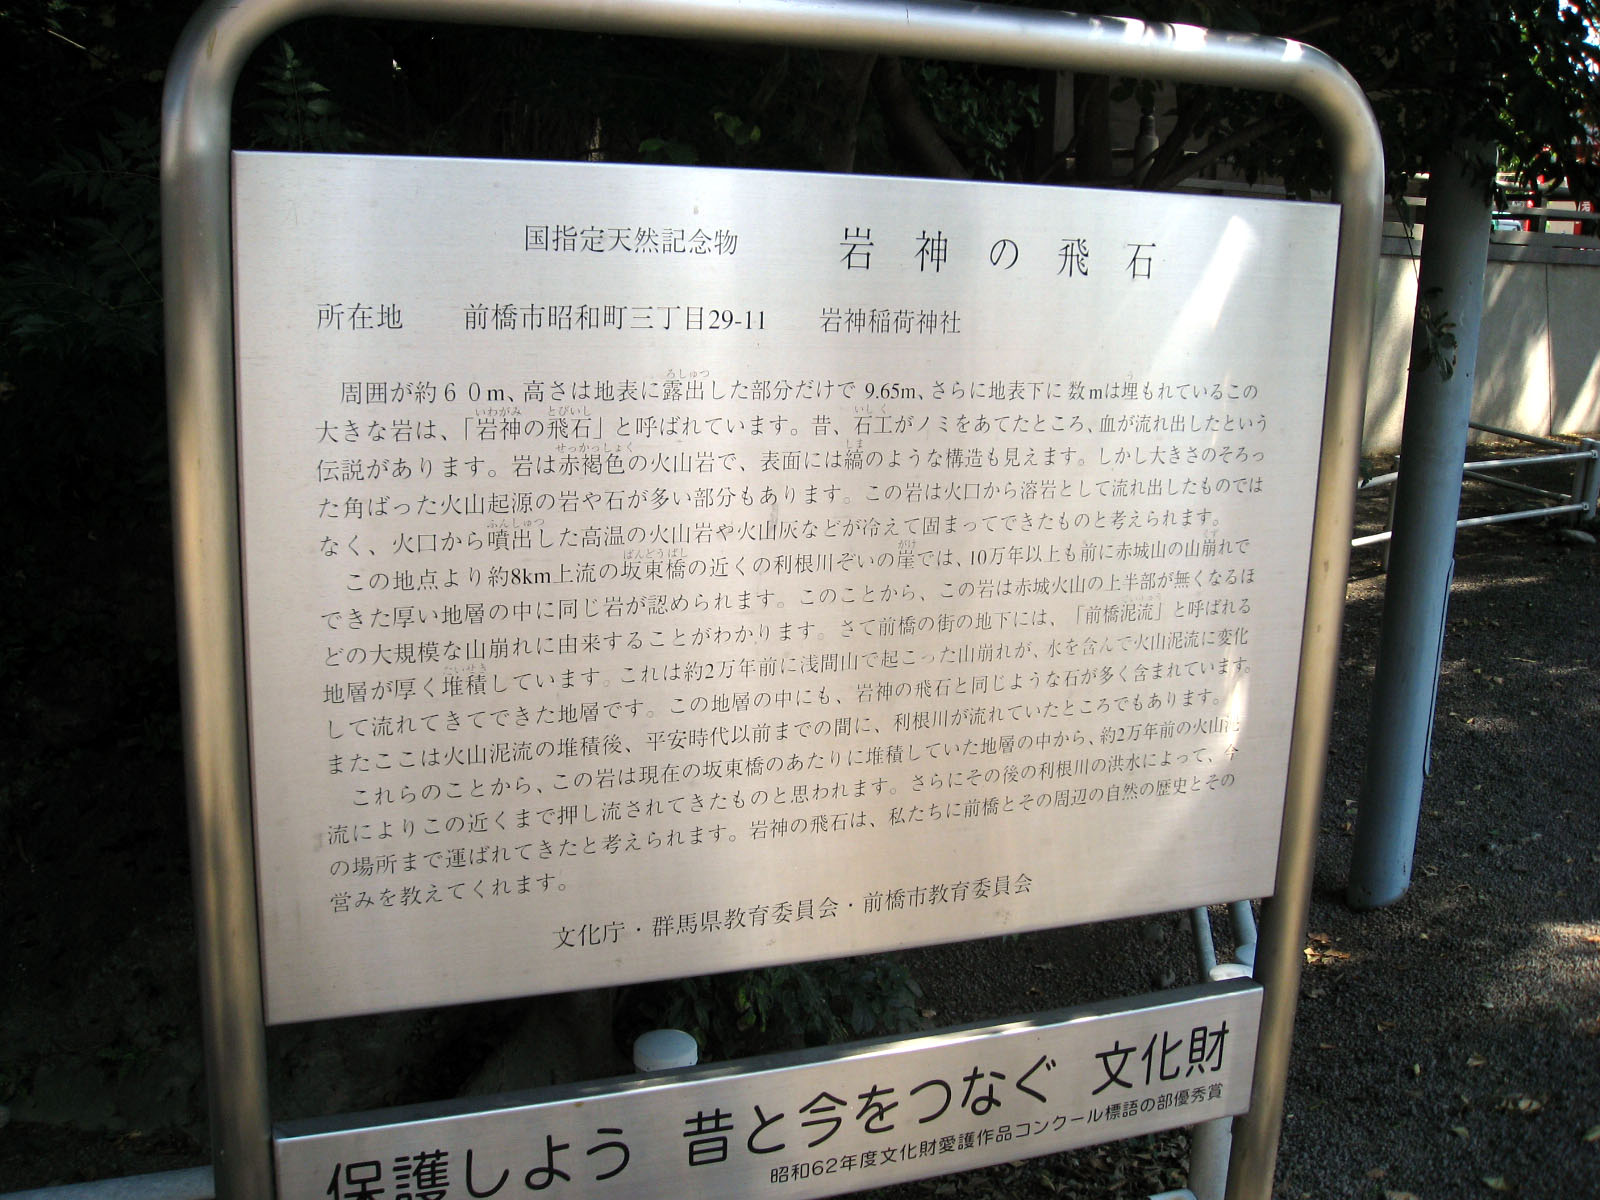 国指定天然記念物 岩神の飛石
所在地 前橋市昭和町三丁目29-11 岩神稲荷神社
周囲が約60m、高さは地表に露出した部分だけで 9.65m、さらに地表下に 数mは埋もれているこの
大きな岩は、「岩神の飛石」と呼ばれています。昔、石工がノミをあてたところ、血が流れ出したという
伝説があります。岩は赤褐色の火山岩で、表面には縞のような構造も見えます。しかし大きさのそろっ
た角ばった火山起源の岩や石が多い部分もあります。この岩は火口から溶岩として流れ出したものでは
なく、火口から噴出した高温の火山岩や火山灰などが冷えて固まってできたものと考えられます。
この地点より約8km上流の坂東橋の近くの利根川ぞいの崖では、10万年以上も前に赤城山の山崩れで
できた厚い地層の中に同じ岩が認められます。このことから、この岩は赤城火山の上半部が無くなるほ
どの大規模な山崩れに由来することがわかります。さて前橋の街の地下には、「前橋泥流」と呼ばれる
地層が厚く堆積しています。これは約2万年前に浅間山で起こった山崩れが、水を含んで火山泥流に変化
して流れてきてできた地層です。この地層の中にも、岩神の飛石と同じような石が多く含まれています。
またここは火山泥流の堆積後、平安時代以前までの間に、利根川が流れていたところでもあります。
これらのことから、この岩は現在の坂東橋のあたりに堆積していた地層の中から、約2万年前の火山泥
流によりこの近くまで押し流されてきたものと思われます。さらにその後の利根川の洪水によって、今
の場所まで運ばれてきたと考えられます。岩神の飛石は、私たちに前橋とその周辺の自然の歴史とその
営みを教えてくれます。
文化庁・群馬県教育委員会・前橋市教育委員会
保護しよう 昔と今をつなぐ 文化財
昭和62年度文化財愛護作品コンクール標語の部優秀賞